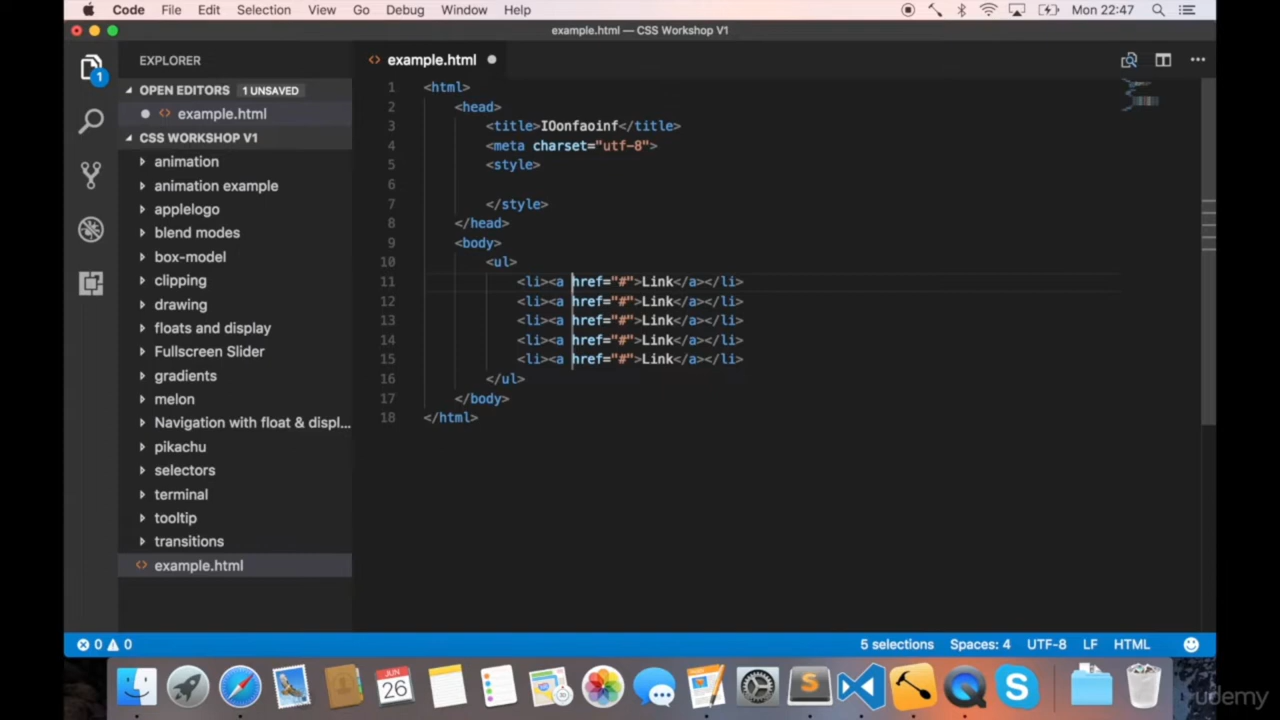 Code File Edit Selection View Go Debug Window Help Mon 22:47
example.html — CSS Workshop V1
EXPLORER
example.html
OPEN EDITORS 1 UNSAVED
example.html
CSS WORKSHOP V1
animation
animation example
applelogo
blend modes
box-model
clipping
drawing
floats and display
Fullscreen Slider
gradients
melon
Navigation with float & displ...
pikachu
selectors
terminal
tooltip
transitions
example.html
1 <html>
2 <head>
3 <title>IOonfaoinf</title>
4 <meta charset="utf-8">
5 <style>
6
7 </style>
8 </head>
9 <body>
10 <ul>
11 <li><a href="#">Link</a></li>
12 <li><a href="#">Link</a></li>
13 <li><a href="#">Link</a></li>
14 <li><a href="#">Link</a></li>
15 <li><a href="#">Link</a></li>
16 </ul>
17 </body>
18 </html>
1
0 0 5 selections Spaces: 4 UTF-8 LF HTML
JUN
26
udemy